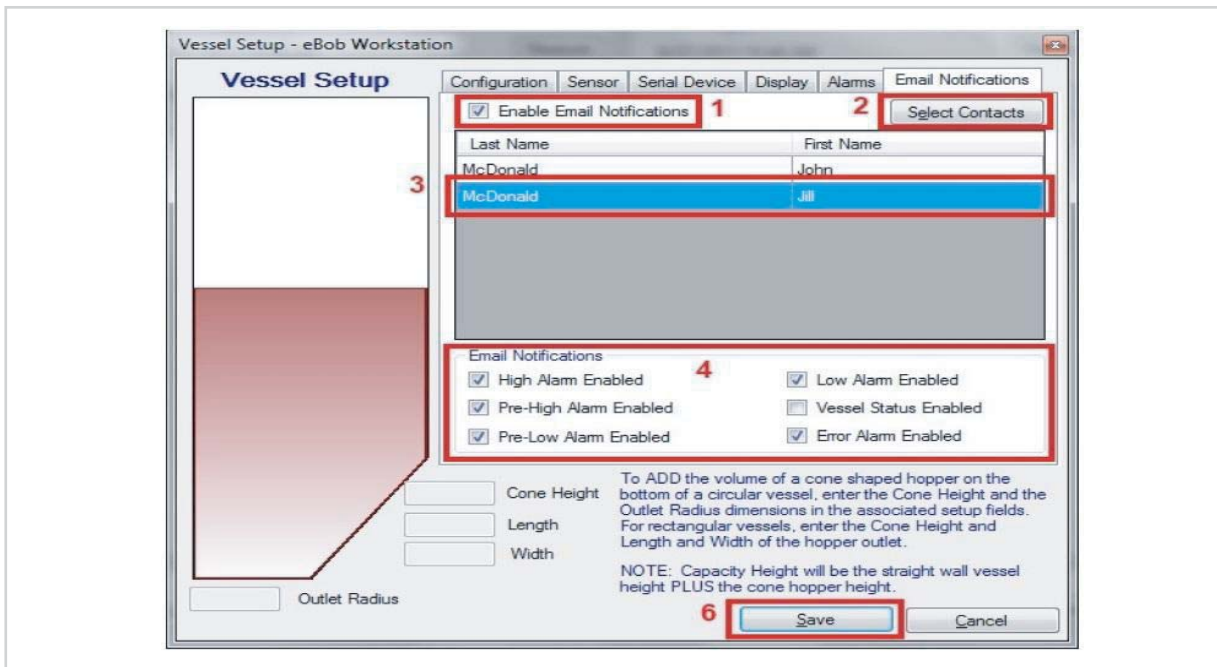 Vessel Setup - eBob Workstation
Vessel Setup
Configuration Sensor Serial Device Display Alarms Email Notifications
Enable Email Notifications 1 2 Select Contacts
Last Name First Name
McDonald John
3 McDonald Jill
Email Notifications
4
High Alarm Enabled Low Alarm Enabled
Pre-High Alarm Enabled Vessel Status Enabled
Pre-Low Alarm Enabled Error Alarm Enabled
Cone Height
Length
Width
Outlet Radius
To ADD the volume of a cone shaped hopper on the
bottom of a circular vessel, enter the Cone Height and the
Outlet Radius dimensions in the associated setup fields.
For rectangular vessels, enter the Cone Height and
Length and Width of the hopper outlet.
NOTE: Capacity Height will be the straight wall vessel
height PLUS the cone hopper height.
6 Save Cancel